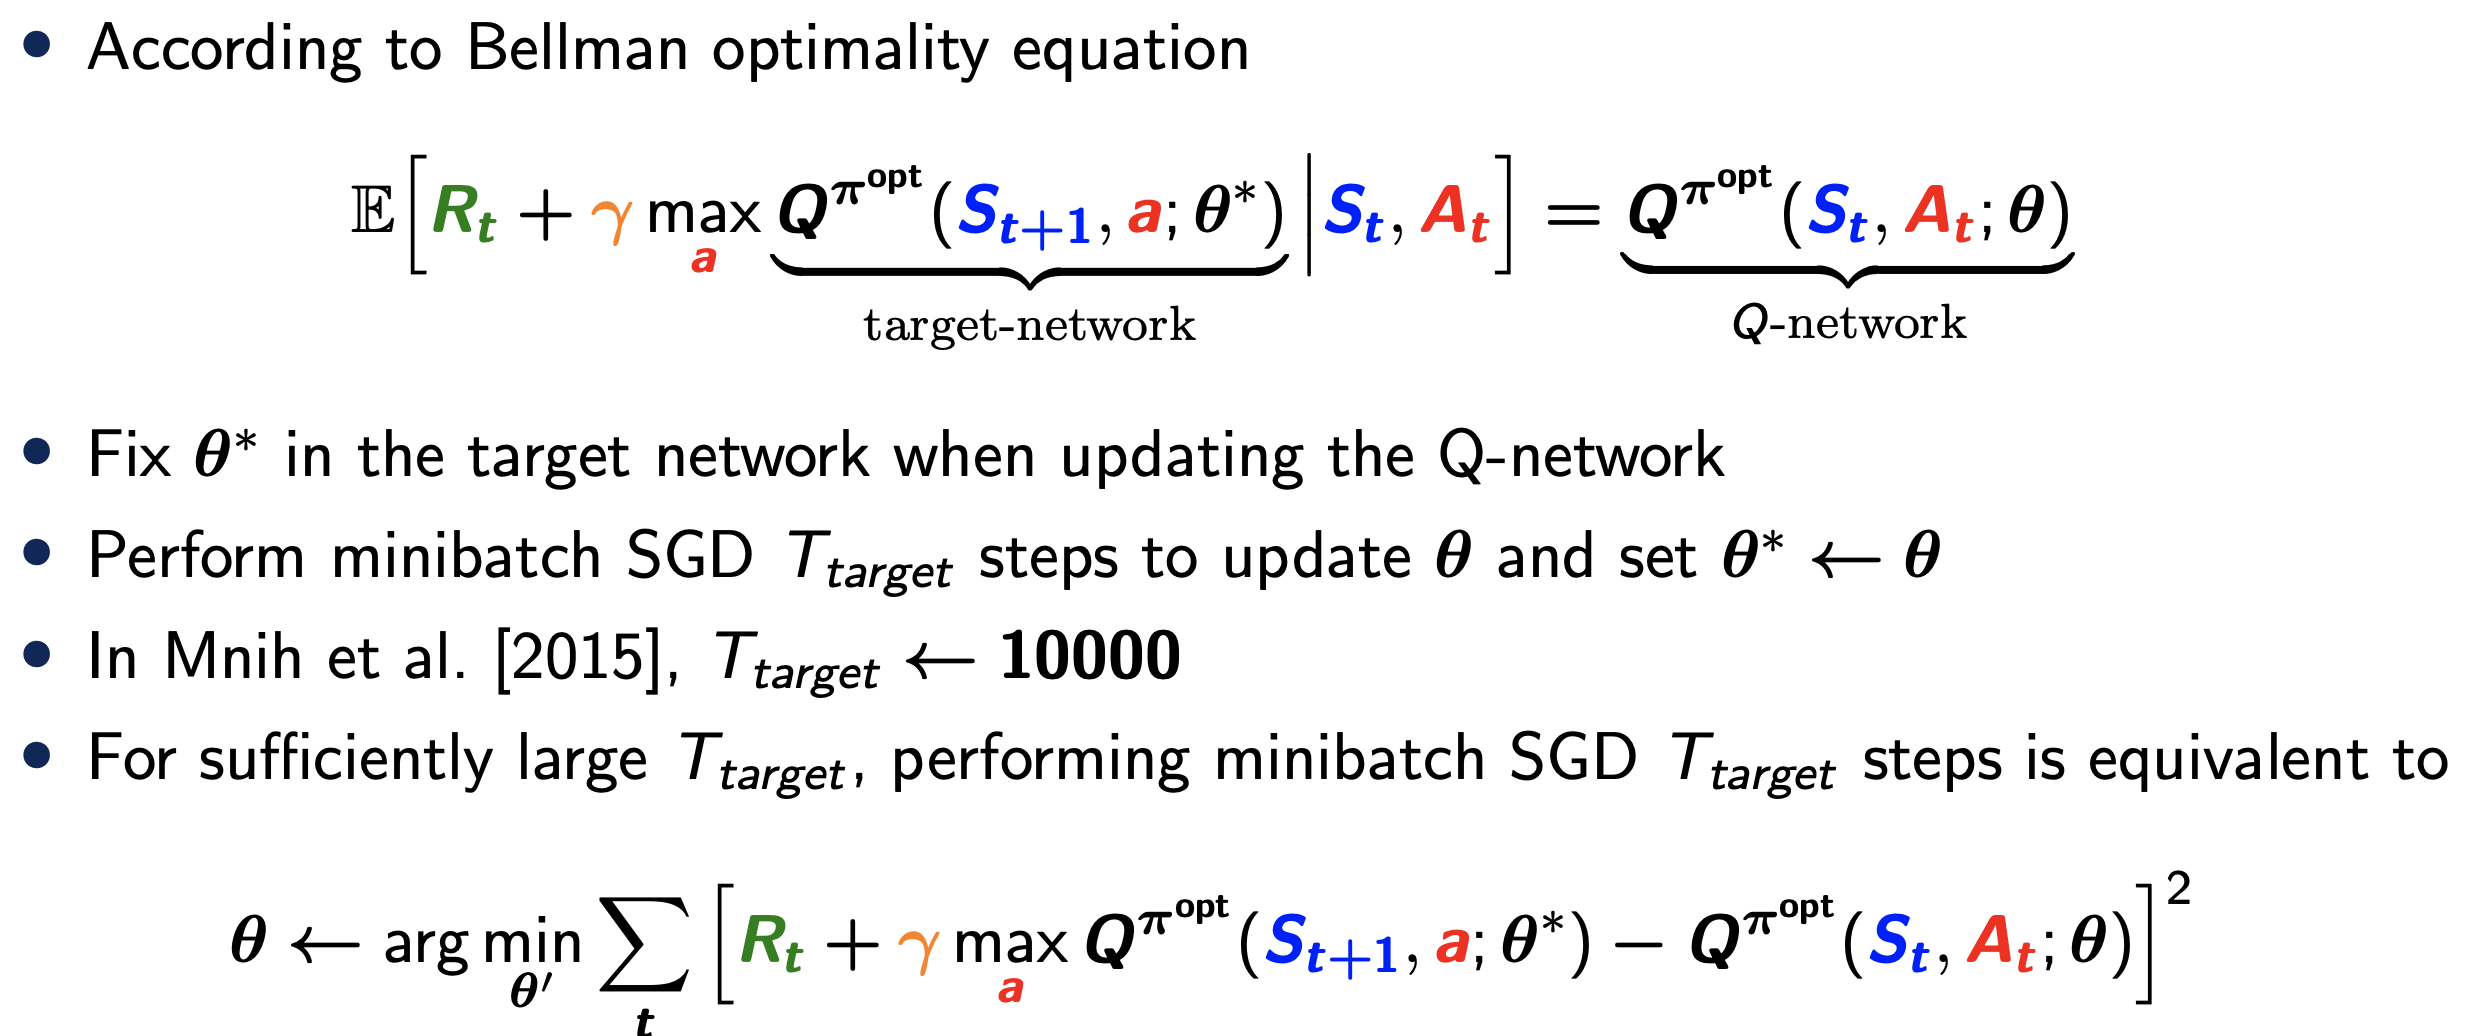 • According to Bellman optimality equation
$$\mathbb{E}\Big[R_t + \gamma \max_a \underbrace{Q^{\pi^{\text{opt}}}(S_{t+1}, a; \theta^*)}_{\text{target-network}} \Big| S_t, A_t\Big] = \underbrace{Q^{\pi^{\text{opt}}}(S_t, A_t; \theta)}_{Q\text{-network}}$$
• Fix $\theta^*$ in the target network when updating the Q-network
• Perform minibatch SGD $T_{target}$ steps to update $\theta$ and set $\theta^* \leftarrow \theta$
• In Mnih et al. [2015], $T_{target} \leftarrow \mathbf{10000}$
• For sufficiently large $T_{target}$, performing minibatch SGD $T_{target}$ steps is equivalent to
$$\theta \leftarrow \arg\min_{\theta'} \sum_t \Big[R_t + \gamma \max_a Q^{\pi^{\text{opt}}}(S_{t+1}, a; \theta^*) - Q^{\pi^{\text{opt}}}(S_t, A_t; \theta)\Big]^2$$